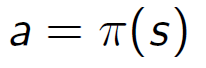 a = π(s)